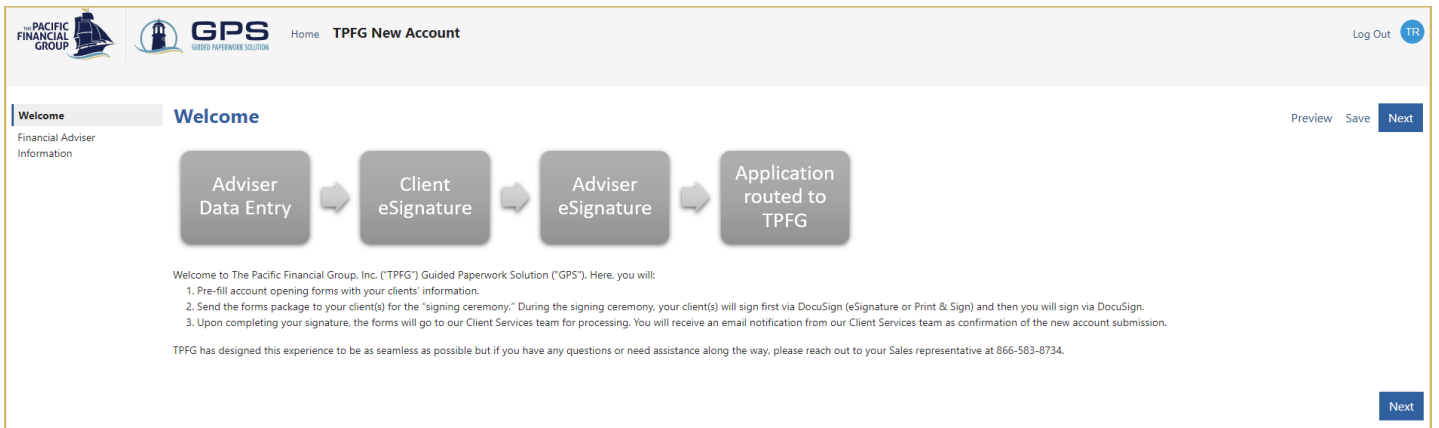 THE PACIFIC
FINANCIAL
GROUP
GPS
GUIDED PAPERWORK SOLUTION
Home TPFG New Account
Log Out TR
Welcome
Financial Adviser
Information
Welcome
Preview Save Next
Adviser
Data Entry
Client
eSignature
Adviser
eSignature
Application
routed to
TPFG
Welcome to The Pacific Financial Group, Inc. ("TPFG") Guided Paperwork Solution ("GPS"). Here, you will:
1. Pre-fill account opening forms with your clients' information.
2. Send the forms package to your client(s) for the "signing ceremony." During the signing ceremony, your client(s) will sign first via DocuSign (eSignature or Print & Sign) and then you will sign via DocuSign.
3. Upon completing your signature, the forms will go to our Client Services team for processing. You will receive an email notification from our Client Services team as confirmation of the new account submission.
TPFG has designed this experience to be as seamless as possible but if you have any questions or need assistance along the way, please reach out to your Sales representative at 866-583-8734.
Next